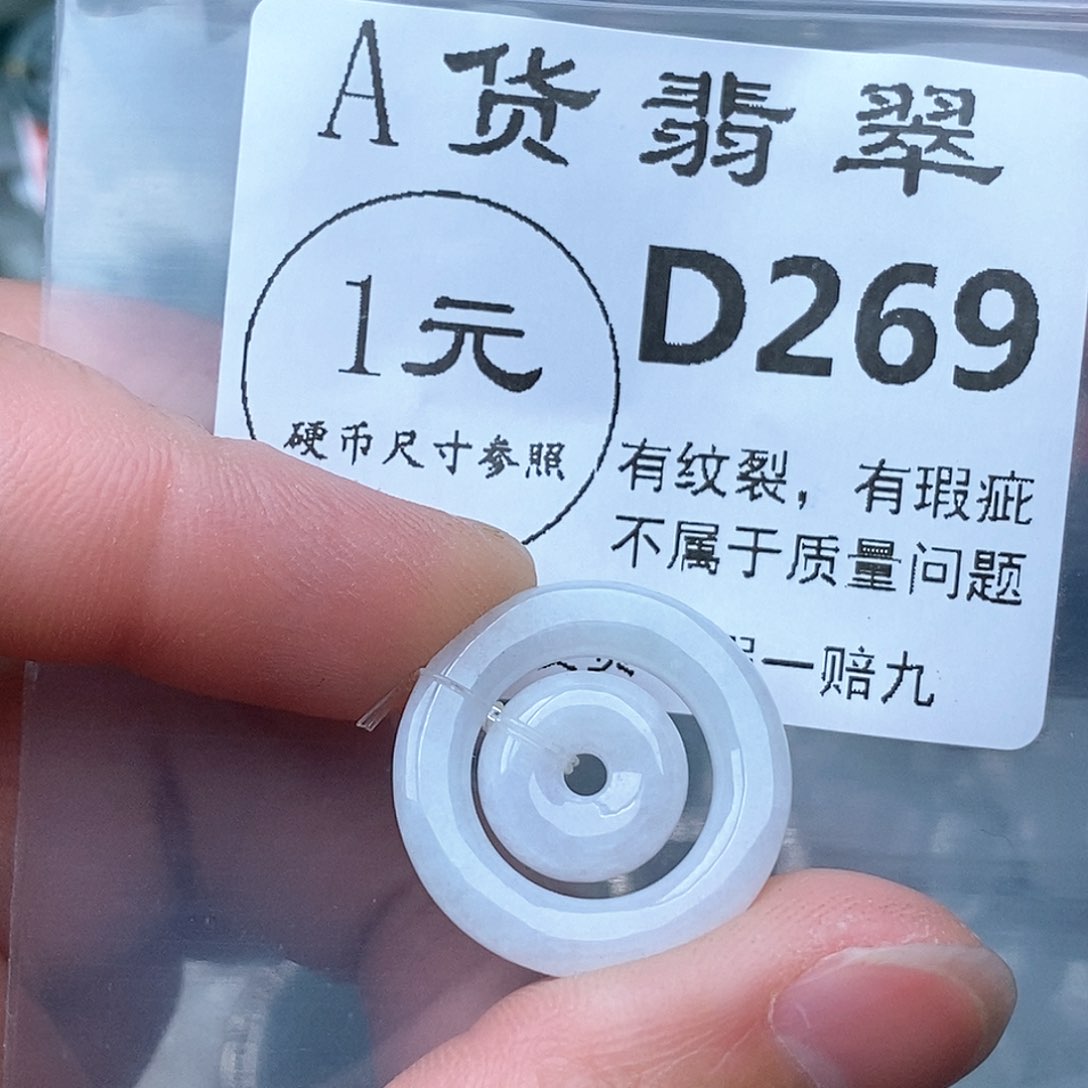 A货翡翠
1元
D269
硬币尺寸参照
有纹裂，有瑕疵
不属于质量问题
一赔九